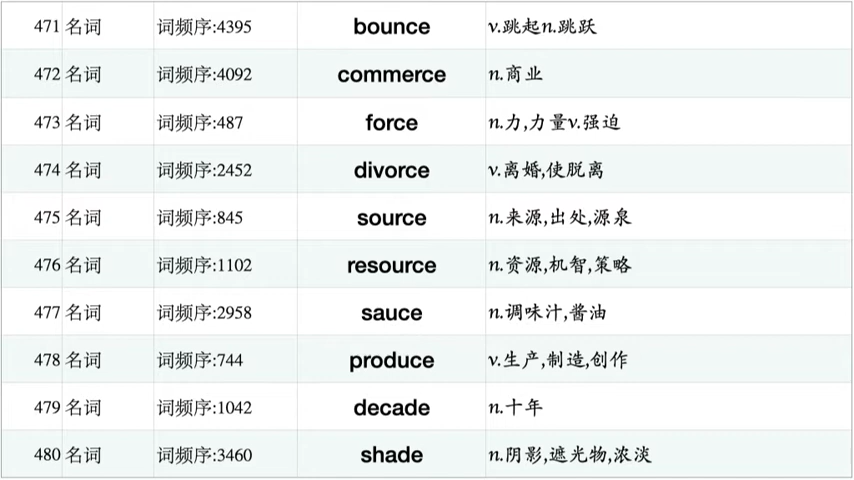 471 名词 词频序:4395 bounce v.跳起n.跳跃
472 名词 词频序:4092 commerce n.商业
473 名词 词频序:487 force n.力,力量v.强迫
474 名词 词频序:2452 divorce v.离婚,使脱离
475 名词 词频序:845 source n.来源,出处,源泉
476 名词 词频序:1102 resource n.资源,机智,策略
477 名词 词频序:2958 sauce n.调味汁,酱油
478 名词 词频序:744 produce v.生产,制造,创作
479 名词 词频序:1042 decade n.十年
480 名词 词频序:3460 shade n.阴影,遮光物,浓淡